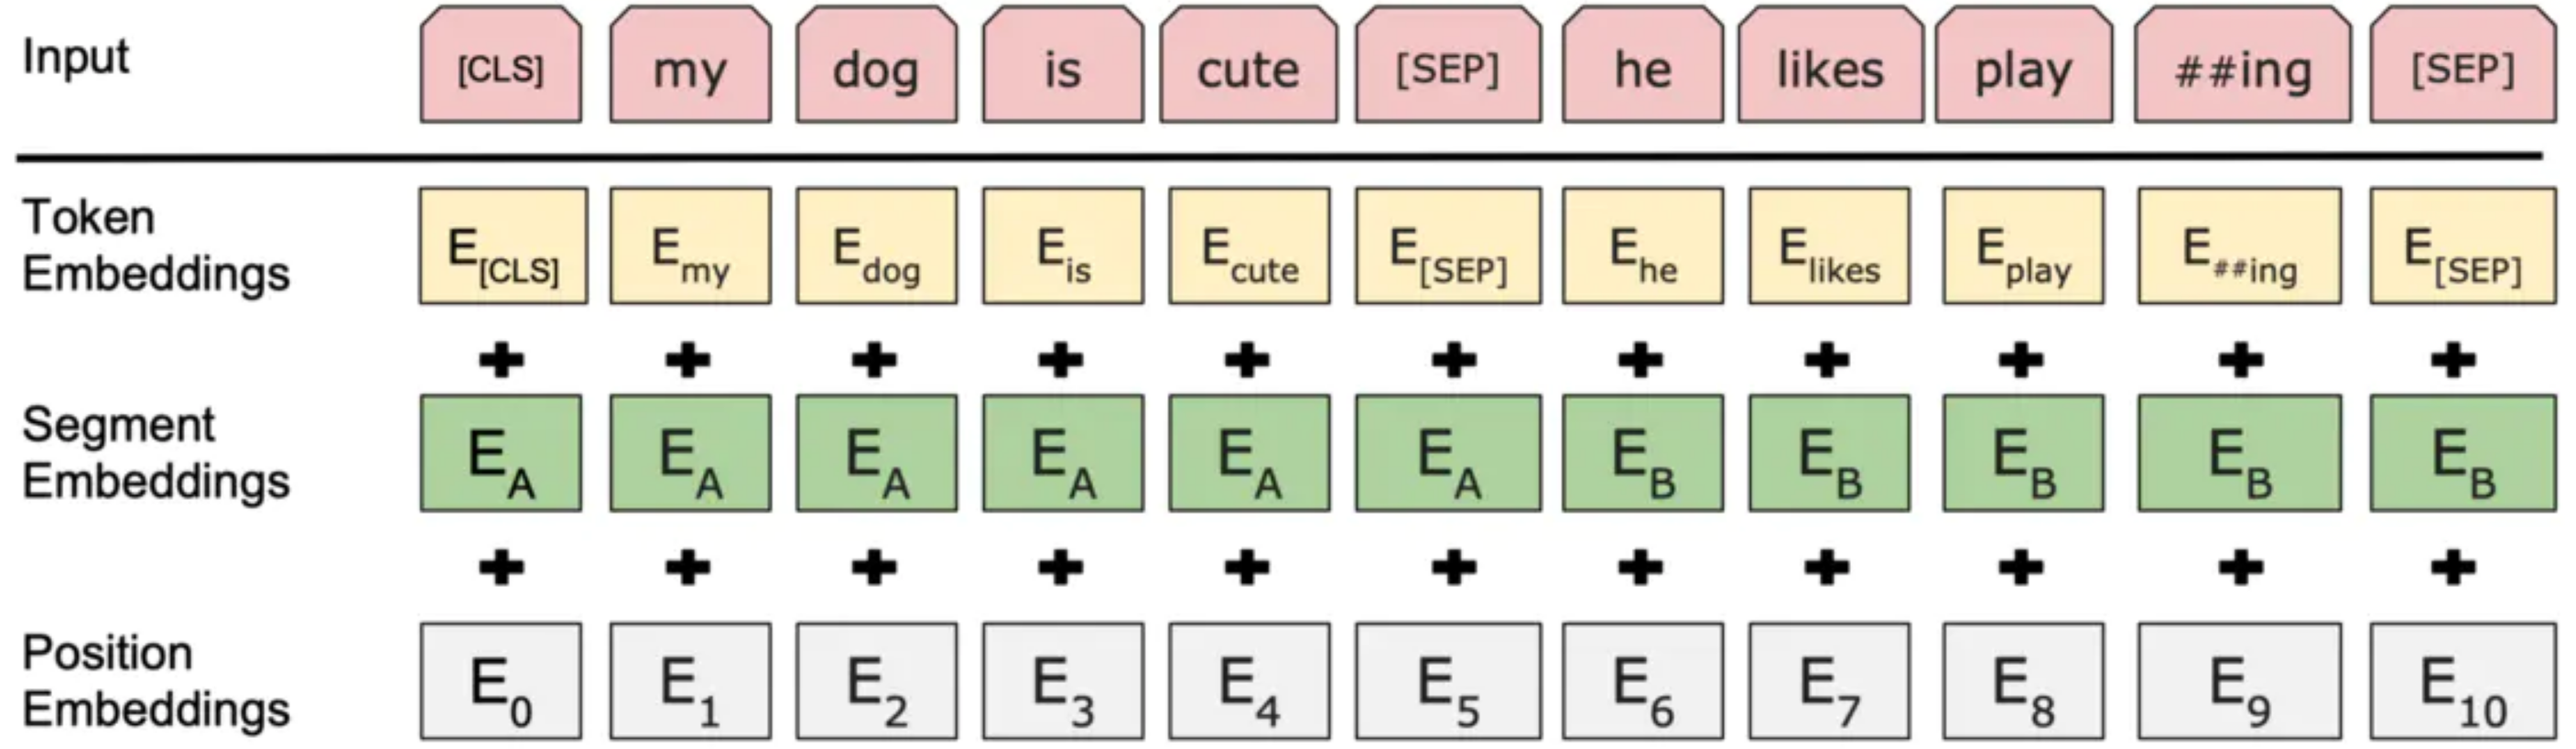 Input [CLS] my dog is cute [SEP] he likes play ##ing [SEP]
Token
Embeddings E[CLS] Emy Edog Eis Ecute E[SEP] Ehe Elikes Eplay E##ing E[SEP]
+ + + + + + + + + + +
Segment
Embeddings EA EA EA EA EA EA EB EB EB EB EB
+ + + + + + + + + + +
Position
Embeddings E0 E1 E2 E3 E4 E5 E6 E7 E8 E9 E10